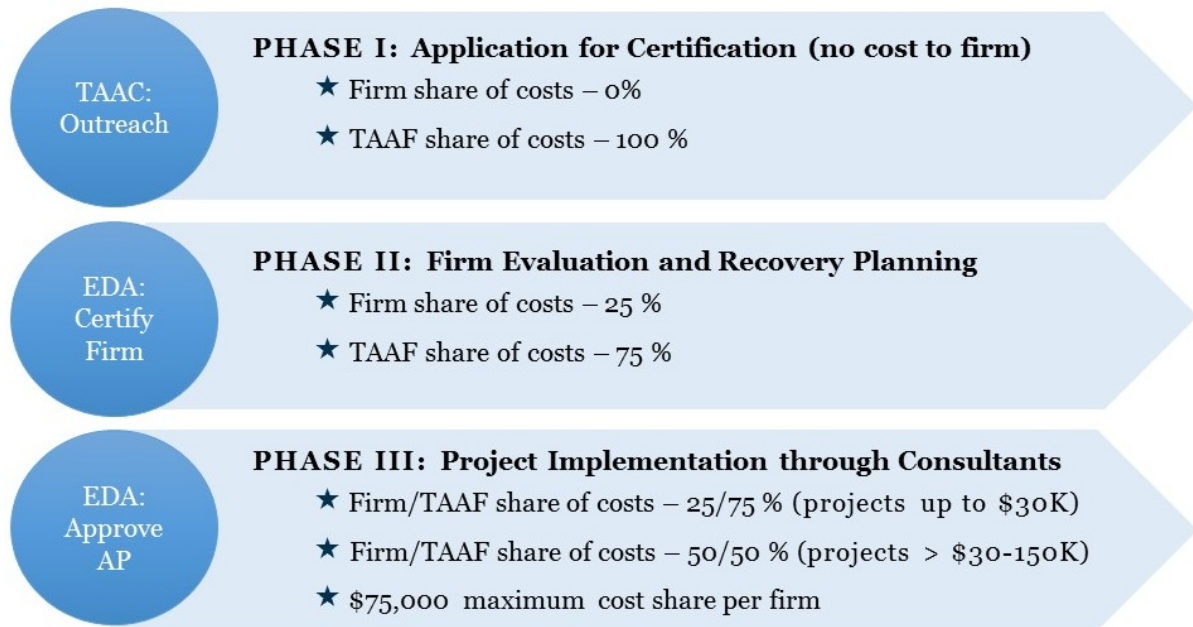 TAAC:
Outreach
PHASE I: Application for Certification (no cost to firm)
★ Firm share of costs – 0%
★ TAAF share of costs – 100 %
EDA:
Certify
Firm
PHASE II: Firm Evaluation and Recovery Planning
★ Firm share of costs – 25 %
★ TAAF share of costs – 75 %
EDA:
Approve
AP
PHASE III: Project Implementation through Consultants
★ Firm/TAAF share of costs – 25/75 % (projects up to $30K)
★ Firm/TAAF share of costs – 50/50 % (projects > $30-150K)
★ $75,000 maximum cost share per firm